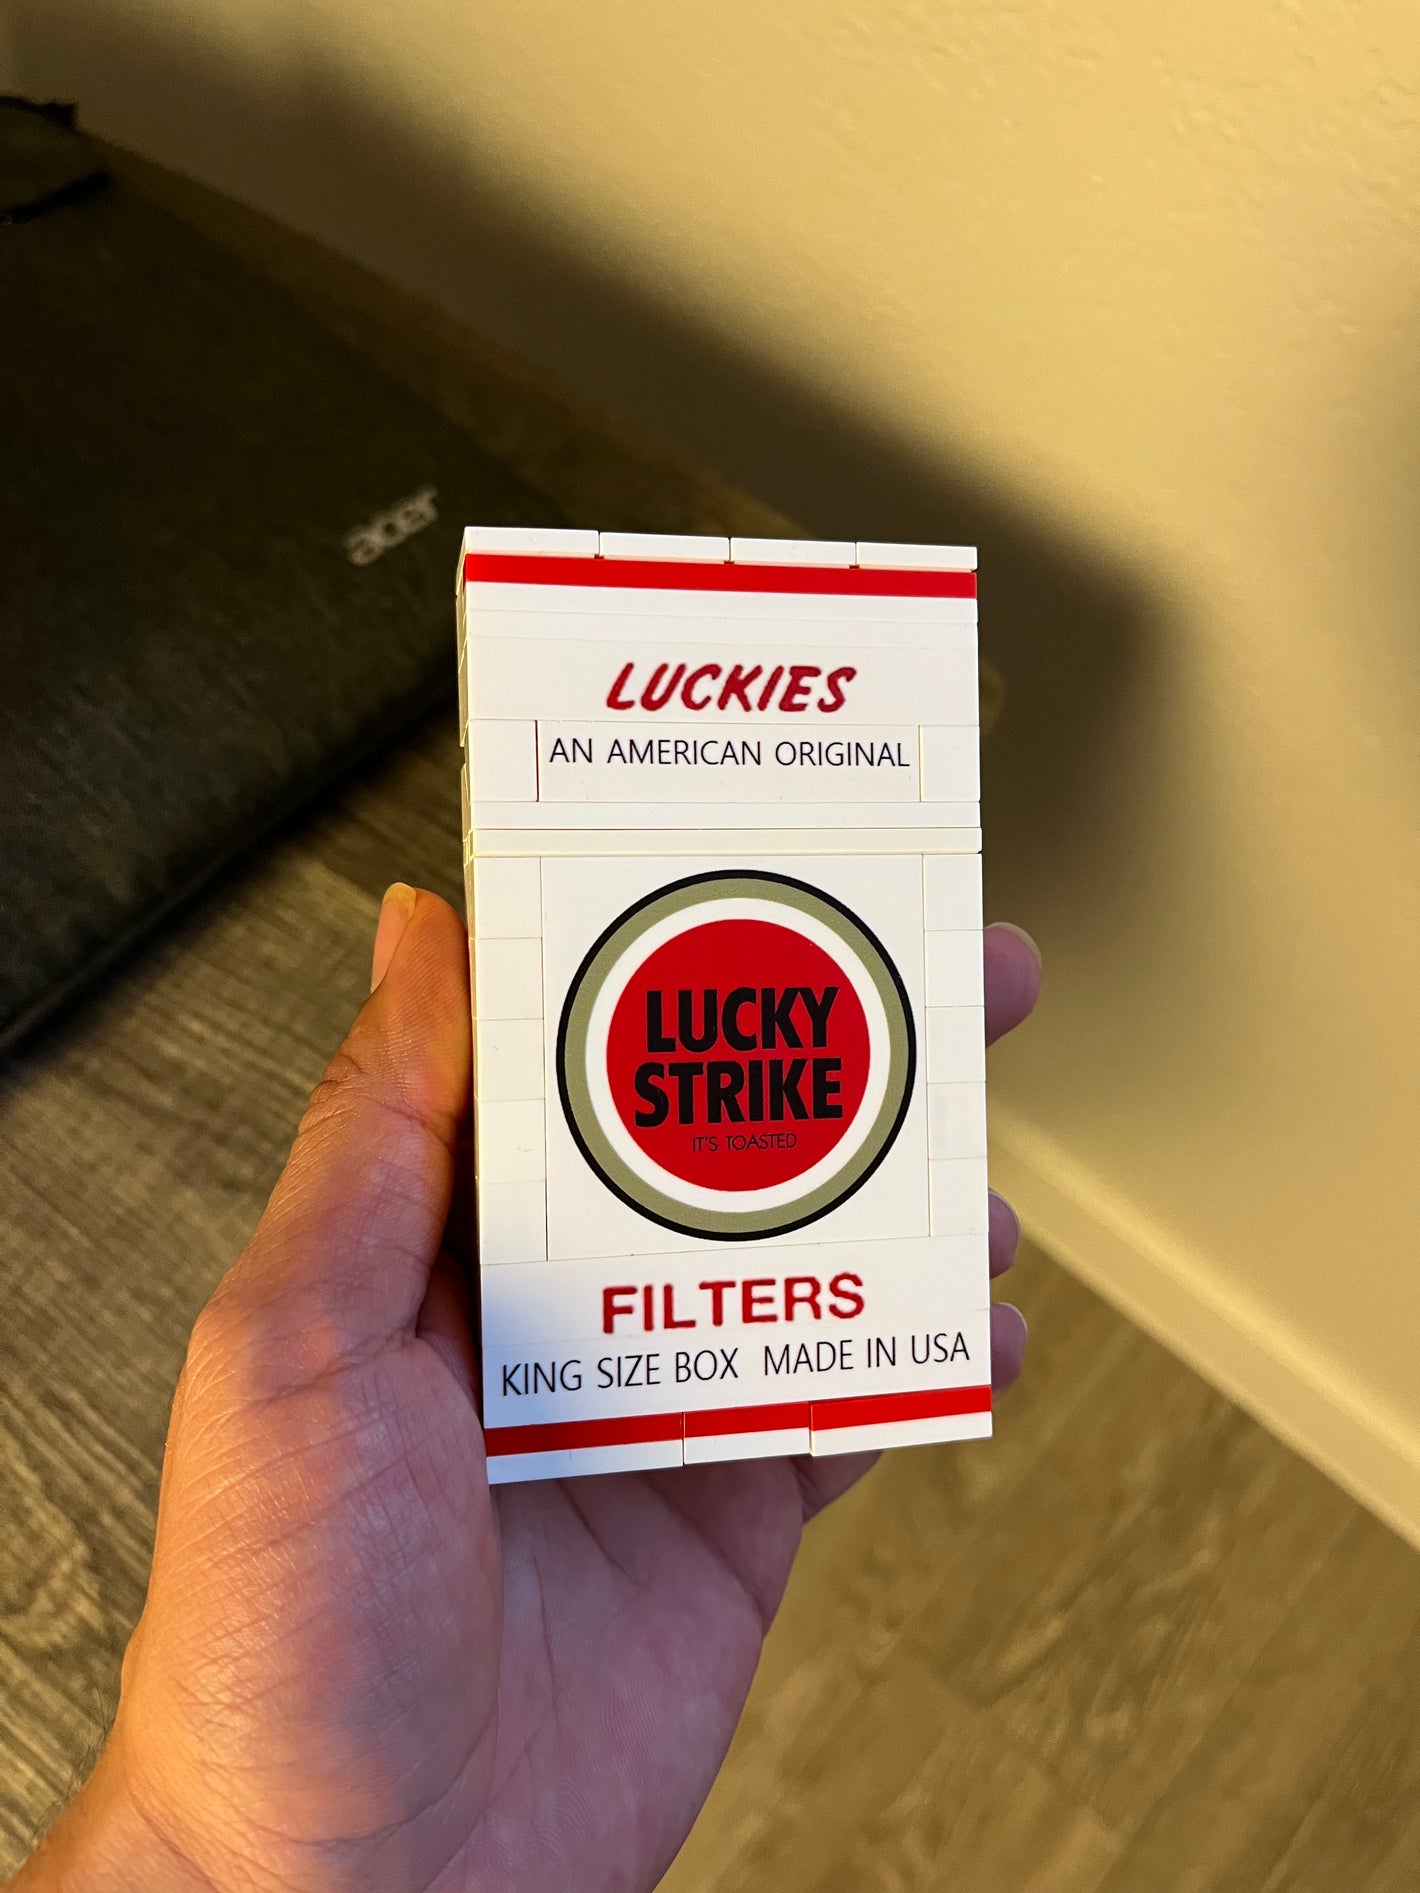 acer
LUCKIES
AN AMERICAN ORIGINAL
LUCKY
STRIKE
IT'S TOASTED
FILTERS
KING SIZE BOX MADE IN USA